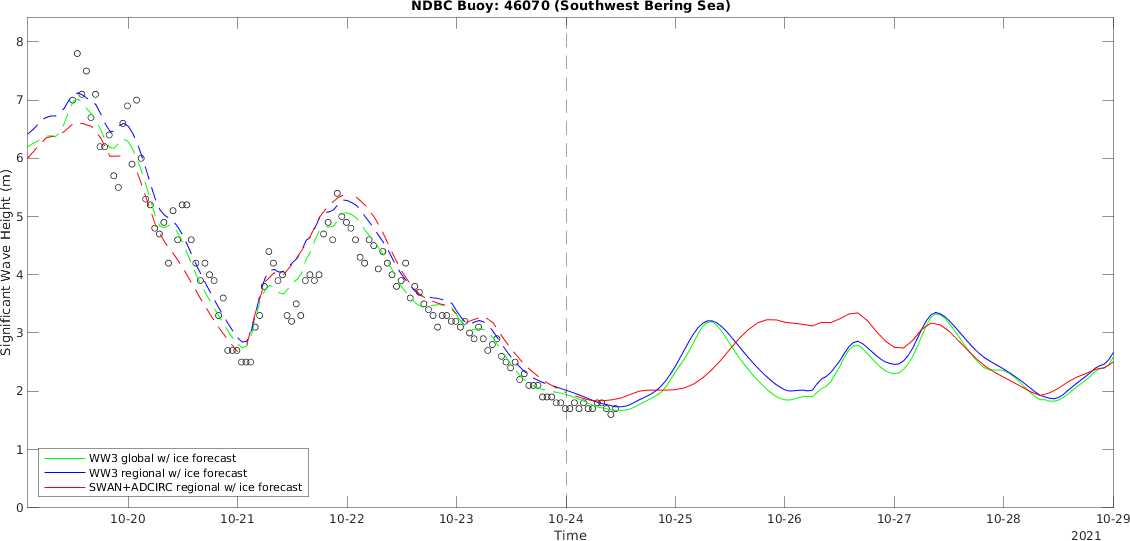 NDBC Buoy: 46070 (Southwest Bering Sea)
Significant Wave Height (m)
8
7
6
5
4
3
2
1
0
WW3 global w/ ice forecast
WW3 regional w/ ice forecast
SWAN+ADCIRC regional w/ ice forecast
10-20 10-21 10-22 10-23 10-24 10-25 10-26 10-27 10-28 10-29
Time
2021